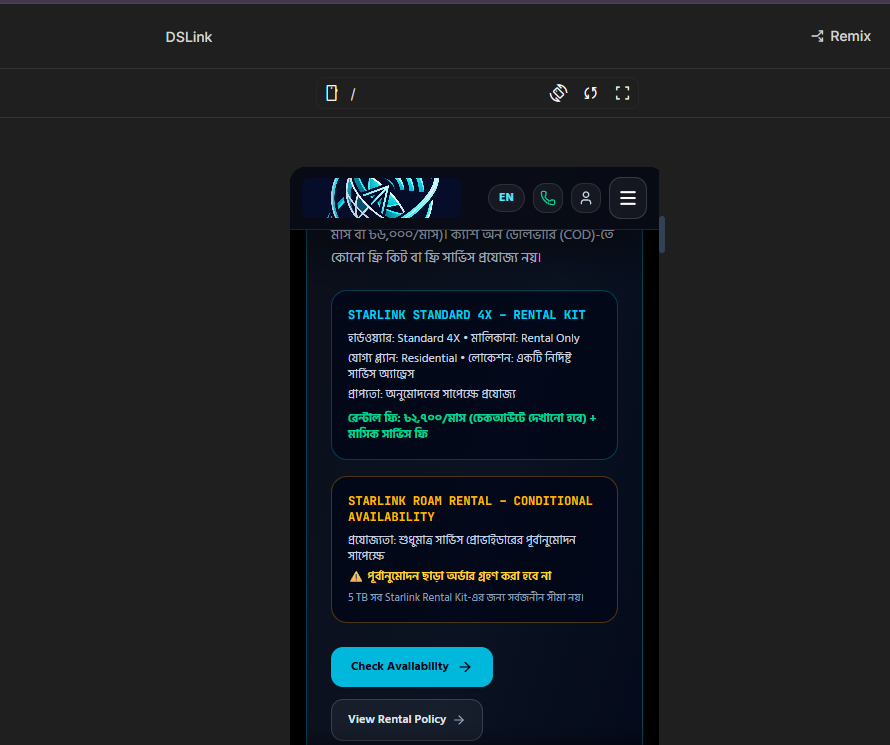 DSLink
Remix
/
EN
মাস বা ৳৬,০০০/মাস)। ক্যাশ অন ডেলিভারি (COD)-তে
কোনো ফ্রি কিট বা ফ্রি সার্ভিস প্রযোজ্য নয়।
STARLINK STANDARD 4X – RENTAL KIT
হার্ডওয়্যার: Standard 4X • মালিকানা: Rental Only
যোগ্য প্ল্যান: Residential • লোকেশন: একটি নির্দিষ্ট
সার্ভিস অ্যাড্রেস
প্রাপ্যতা: অনুমোদনের সাপেক্ষে প্রযোজ্য
রেন্টাল ফি: ৳২,৭০০/মাস (চেকআউটে দেখানো হবে) +
মাসিক সার্ভিস ফি
STARLINK ROAM RENTAL – CONDITIONAL
AVAILABILITY
প্রযোজ্যতা: শুধুমাত্র সার্ভিস প্রোভাইডারের পূর্বানুমোদন
সাপেক্ষে
⚠ পূর্বানুমোদন ছাড়া অর্ডার গ্রহণ করা হবে না
5 TB সব Starlink Rental Kit-এর জন্য সর্বজনীন সীমা নয়।
Check Availability →
View Rental Policy →